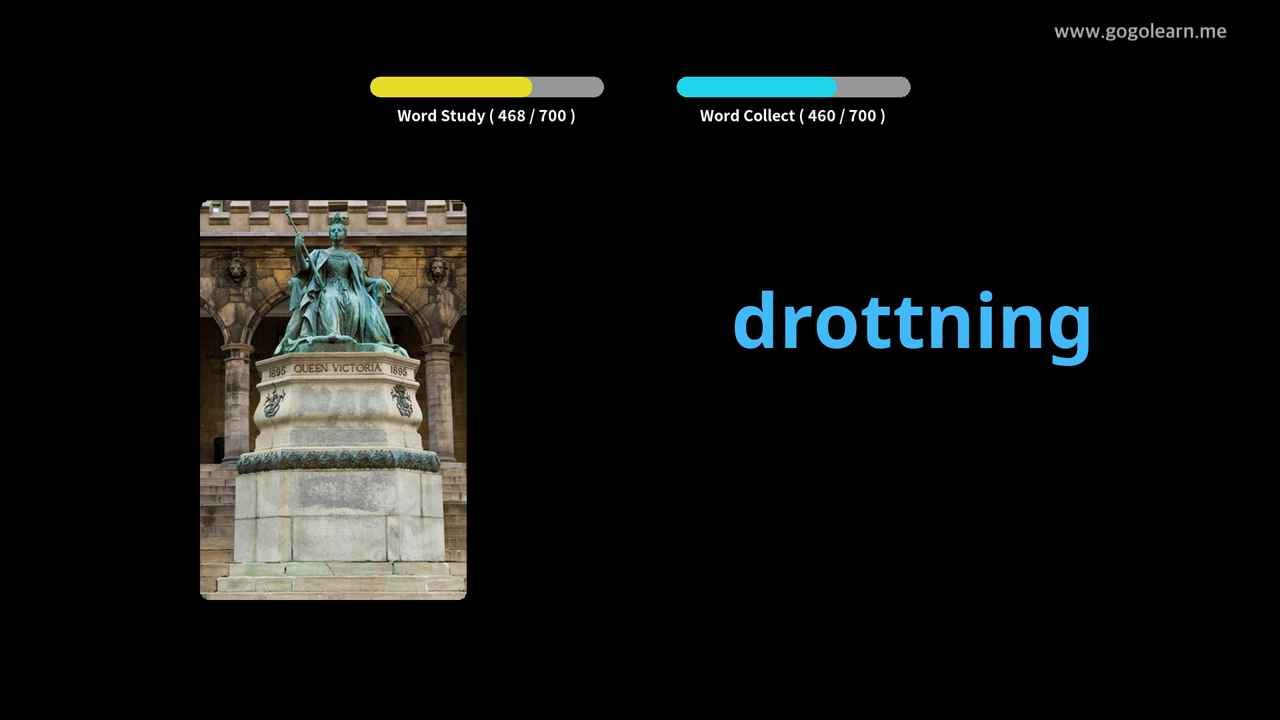 www.gogolearn.me
Word Study ( 468 / 700 )
Word Collect ( 460 / 700 )
drottning
1895 QUEEN VICTORIA 1895